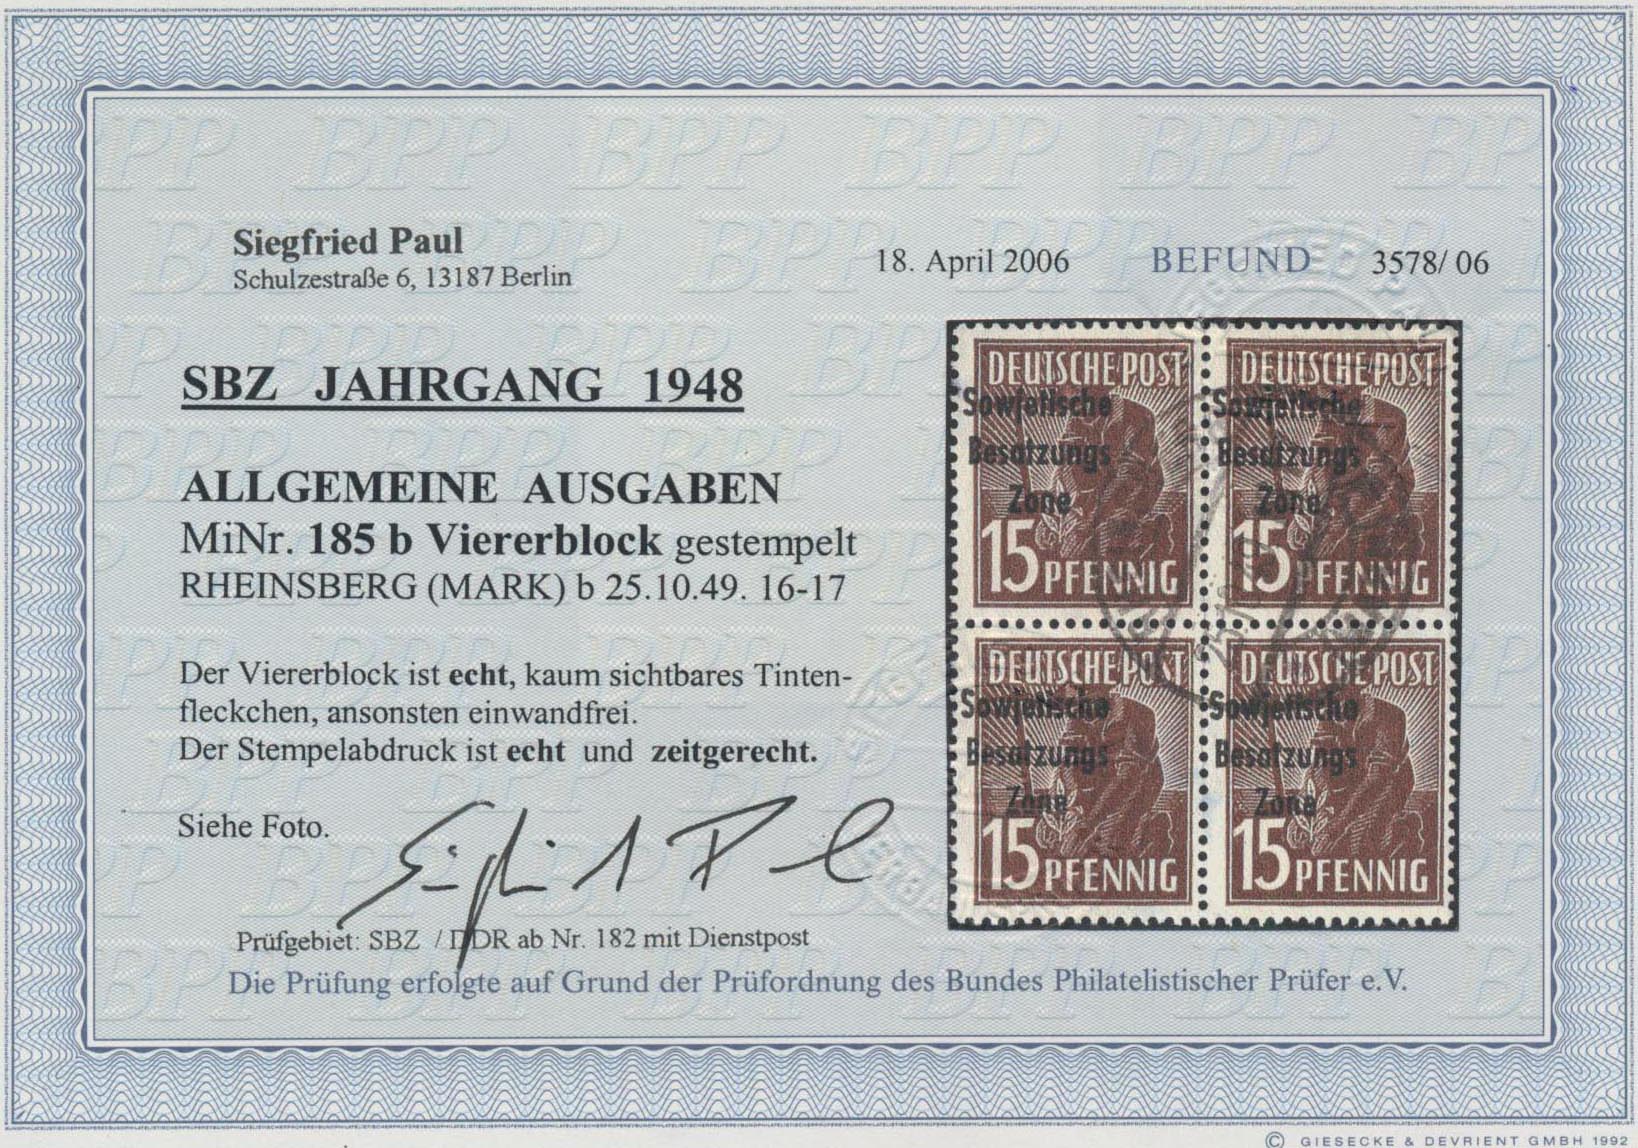 Siegfried Paul
Schulzestraße 6, 13187 Berlin
18. April 2006 BEFUND 3578/ 06
SBZ JAHRGANG 1948
ALLGEMEINE AUSGABEN
MiNr. 185 b Viererblock gestempelt
RHEINSBERG (MARK) b 25.10.49. 16-17
Der Viererblock ist echt, kaum sichtbares Tinten-
fleckchen, ansonsten einwandfrei.
Der Stempelabdruck ist echt und zeitgerecht.
Siehe Foto.
DEUTSCHE POST DEUTSCHE POST
Sowjetische Sowjetische
Besatzungs Besatzungs
Zone Zone
15 PFENNIG 15 PFENNIG
DEUTSCHE POST DEUTSCHE POST
Sowjetische Sowjetische
Besatzungs Besatzungs
Zone Zone
15 PFENNIG 15 PFENNIG
Siegfried Paul
Prüfgebiet: SBZ / DDR ab Nr. 182 mit Dienstpost
Die Prüfung erfolgte auf Grund der Prüfordnung des Bundes Philatelistischer Prüfer e.V.
© GIESECKE & DEVRIENT GMBH 1992